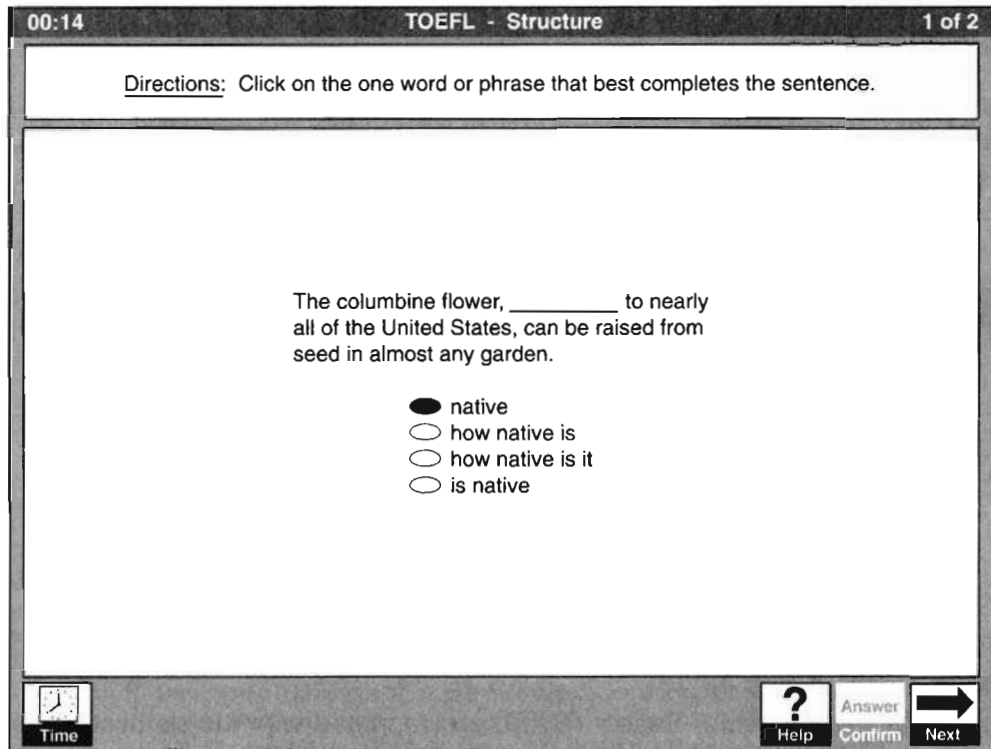 00:14 TOEFL - Structure 1 of 2
Directions: Click on the one word or phrase that best completes the sentence.
The columbine flower, __________ to nearly
all of the United States, can be raised from
seed in almost any garden.
native
how native is
how native is it
is native
Time
? Help
Answer Confirm
Next